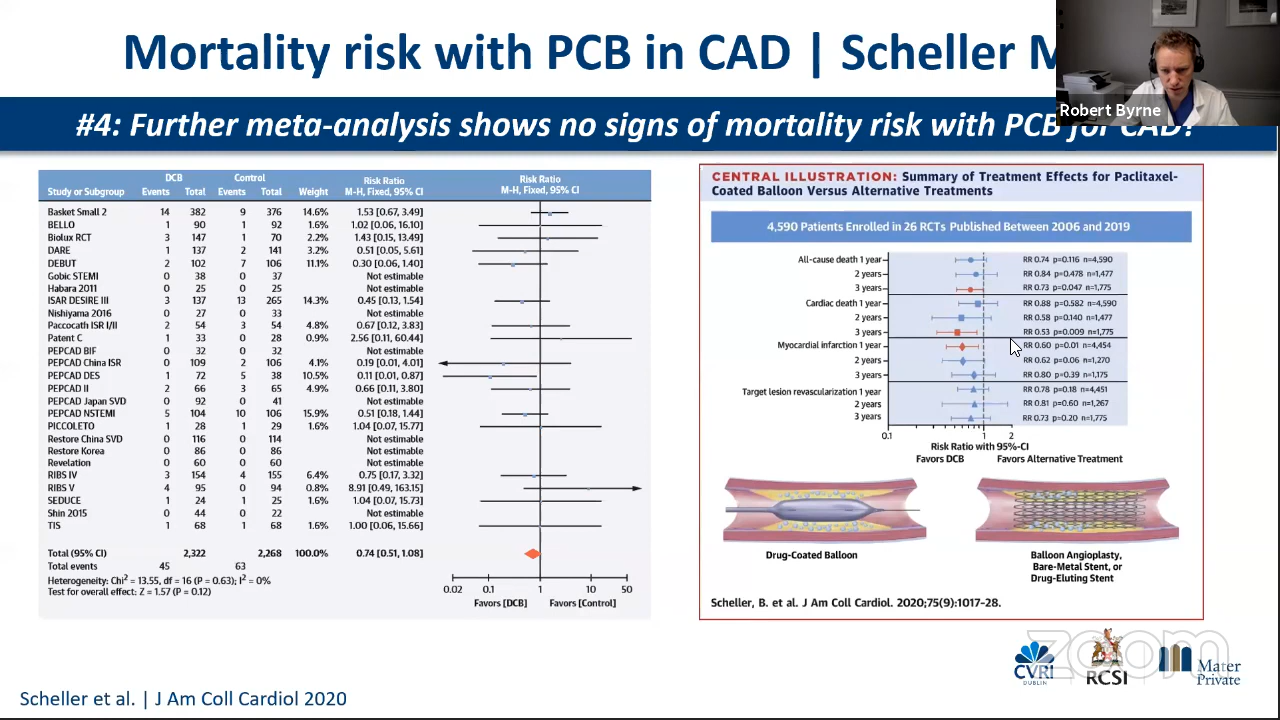 Mortality risk with PCB in CAD | Scheller M
Robert Byrne
#4: Further meta-analysis shows no signs of mortality risk with PCB for CAD?
DCB Control Risk Ratio Risk Ratio
Study or Subgroup Events Total Events Total Weight M-H, Fixed, 95% CI M-H, Fixed, 95% CI
Basket Small 2 14 382 9 376 14.6% 1.53 [0.67, 3.49]
BELLO 1 90 1 92 1.6% 1.02 [0.06, 16.10]
Biolux RCT 3 147 1 70 2.2% 1.43 [0.15, 13.49]
DARE 1 137 2 141 2.2% 0.51 [0.05, 5.61]
DEBUT 2 102 7 106 11.1% 0.30 [0.06, 1.40]
Gobic STEMI 0 38 0 37 Not estimable
Habara 2011 0 25 0 25 Not estimable
ISAR DESIRE III 3 137 13 265 14.3% 0.45 [0.13, 1.54]
Nishiyama 2016 0 27 0 33 Not estimable
Paccocath ISR I/II 2 54 3 54 4.8% 0.67 [0.12, 3.83]
Patent C 1 33 0 28 0.9% 2.56 [0.11, 60.44]
PEPCAD BIF 0 32 0 32 Not estimable
PEPCAD China ISR 0 109 2 106 4.1% 0.19 [0.01, 4.01]
PEPCAD DES 1 72 5 38 10.5% 0.11 [0.01, 0.87]
PEPCAD II 2 66 3 65 4.9% 0.66 [0.11, 3.80]
PEPCAD Japan SVD 0 92 0 41 Not estimable
PEPCAD NSTEMI 5 104 10 106 15.9% 0.51 [0.18, 1.44]
PICCOLETO 1 28 1 29 1.6% 1.04 [0.07, 15.77]
Restore China SVD 0 116 0 114 Not estimable
Restore Korea 0 86 0 86 Not estimable
Revelation 0 60 0 60 Not estimable
RIBS IV 3 154 4 155 6.4% 0.75 [0.17, 3.32]
RIBS V 4 95 0 94 0.8% 8.91 [0.49, 163.15]
SEDUCE 1 24 1 25 1.6% 1.04 [0.07, 15.73]
Shin 2015 0 44 0 22 Not estimable
TIS 1 68 1 68 1.6% 1.00 [0.06, 15.66]
Total (95% CI) 2,322 2,268 100.0% 0.74 [0.51, 1.08]
Total events 45 63
Heterogeneity: Chi² = 13.55, df = 16 (P = 0.63); I² = 0%
Test for overall effect: Z = 1.57 (P = 0.12)
0.02 0.1 1 10 50
Favors [DCB] Favors [Control]
CENTRAL ILLUSTRATION: Summary of Treatment Effects for Paclitaxel-
Coated Balloon Versus Alternative Treatments
4,590 Patients Enrolled in 26 RCTs Published Between 2006 and 2019
All-cause death 1 year RR 0.74 p=0.116 n=4,590
2 years RR 0.84 p=0.478 n=1,477
3 years RR 0.73 p=0.047 n=1,775
Cardiac death 1 year RR 0.88 p=0.582 n=4,590
2 years RR 0.58 p=0.140 n=1,477
3 years RR 0.53 p=0.009 n=1,775
Myocardial infarction 1 year RR 0.60 p=0.01 n=4,454
2 years RR 0.62 p=0.06 n=1,270
3 years RR 0.80 p=0.39 n=1,175
Target lesion revascularization 1 year RR 0.78 p=0.18 n=4,451
2 years RR 0.81 p=0.60 n=1,267
3 years RR 0.73 p=0.20 n=1,775
0.1 1 2
Risk Ratio with 95%-CI
Favors DCB Favors Alternative Treatment
Drug-Coated Balloon
Balloon Angioplasty,
Bare-Metal Stent, or
Drug-Eluting Stent
Scheller, B. et al. J Am Coll Cardiol. 2020;75(9):1017-28.
zoom
CVRI
DUBLIN
RCSI
Mater
Private
Scheller et al. | J Am Coll Cardiol 2020